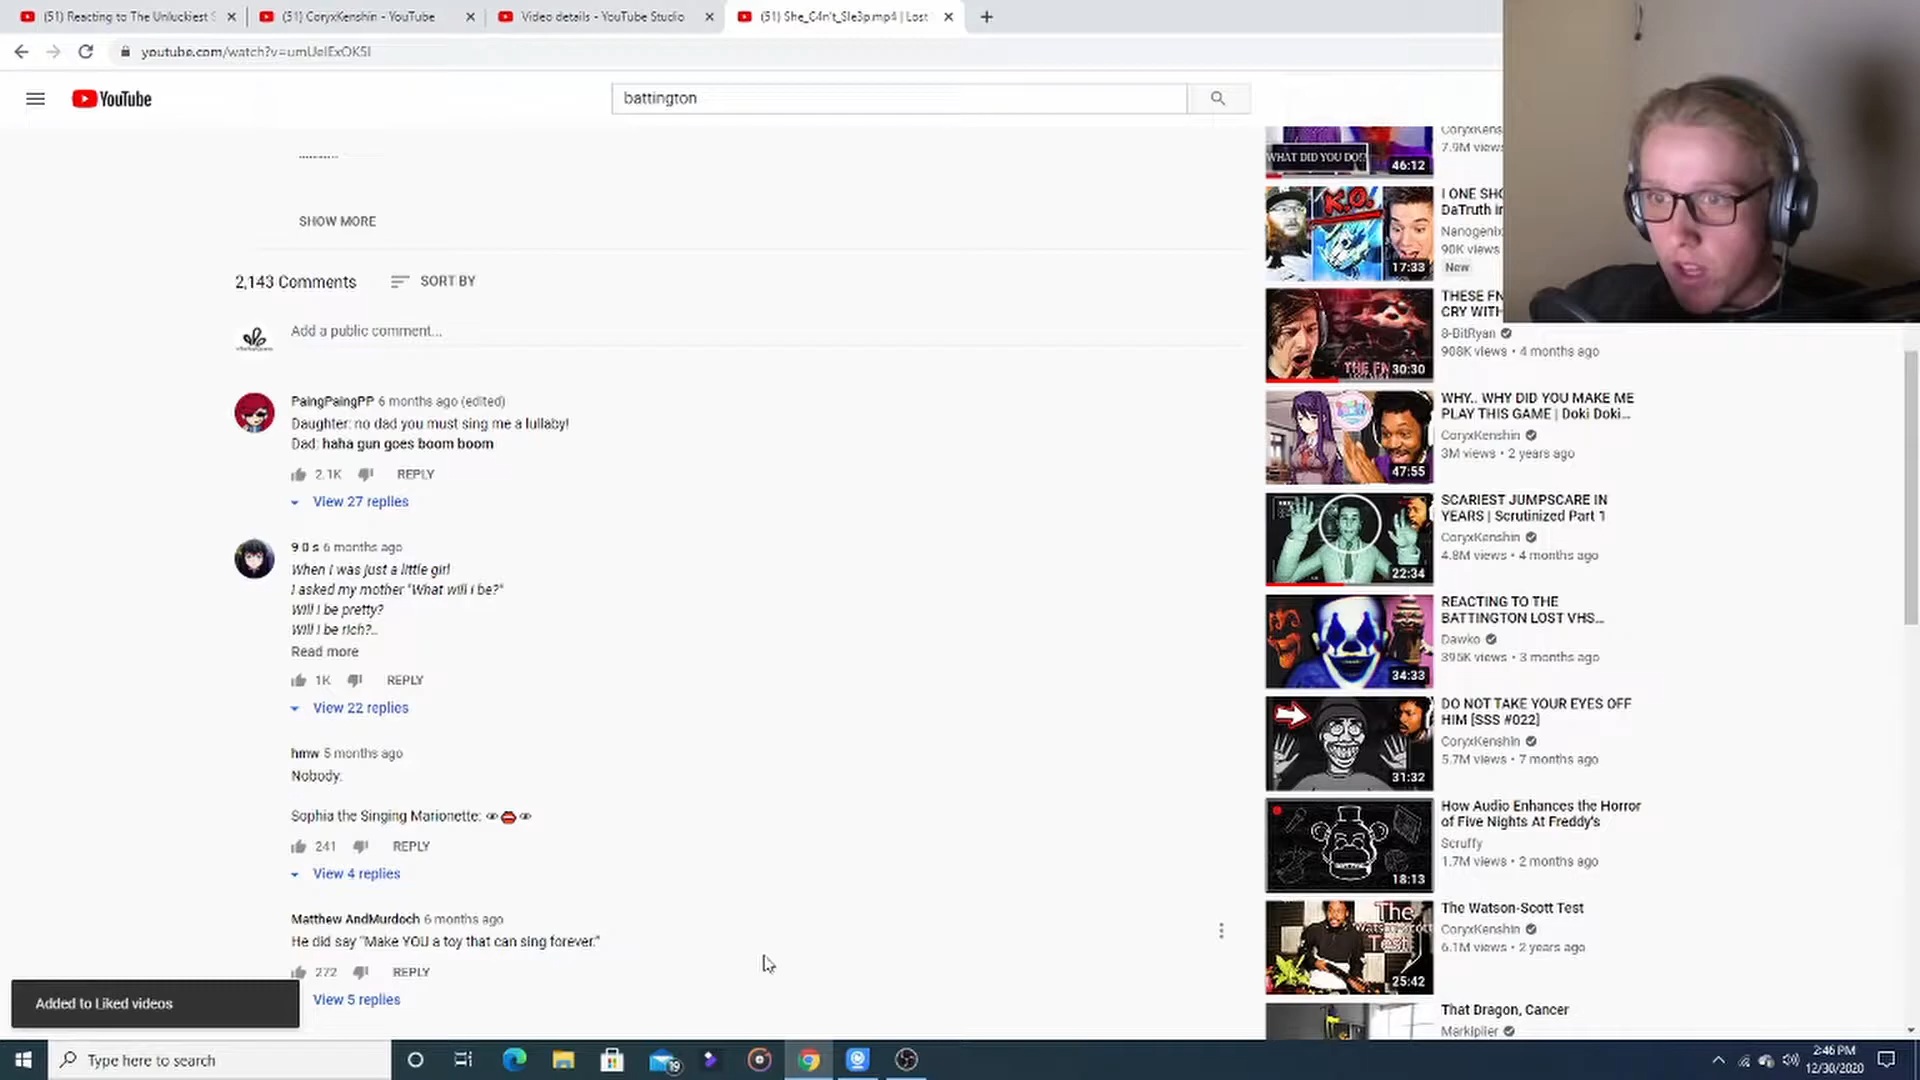 (51) Reacting to The Unluckiest S
(51) CoryxKenshin - YouTube
Video details - YouTube Studio
(51) She_C4n't_Sle3p.mp4 | Lost
youtube.com/watch?v=umUeIExOK5I
YouTube
battington
SHOW MORE
2,143 Comments
SORT BY
Add a public comment...
PaingPaingPP 6 months ago (edited)
Daughter: no dad you must sing me a lullaby!
Dad: haha gun goes boom boom
2.1K REPLY
View 27 replies
9 0 s 6 months ago
When I was just a little girl
I asked my mother "What will i be?"
Will I be pretty?
Will I be rich?..
Read more
1K REPLY
View 22 replies
hmw 5 months ago
Nobody:
Sophia the Singing Marionette: 👁👄👁
241 REPLY
View 4 replies
Matthew AndMurdoch 6 months ago
He did say "Make YOU a toy that can sing forever."
272 REPLY
View 5 replies
Added to Liked videos
WHAT DID YOU DO!?
46:12
CoryxKens
7.9M views
K.O.
17:33
I ONE SHO
DaTruth in
Nanogenix
90K views
New
THE FN
30:30
THESE FN
CRY WITH
8-BitRyan
908K views • 4 months ago
47:55
WHY.. WHY DID YOU MAKE ME
PLAY THIS GAME | Doki Doki...
CoryxKenshin
3M views • 2 years ago
22:34
SCARIEST JUMPSCARE IN
YEARS | Scrutinized Part 1
CoryxKenshin
4.8M views • 4 months ago
34:33
REACTING TO THE
BATTINGTON LOST VHS...
Dawko
395K views • 3 months ago
31:32
DO NOT TAKE YOUR EYES OFF
HIM [SSS #022]
CoryxKenshin
5.7M views • 7 months ago
18:13
How Audio Enhances the Horror
of Five Nights At Freddy's
Scruffy
1.7M views • 2 months ago
The
Watson-Scott
Test
25:42
The Watson-Scott Test
CoryxKenshin
6.1M views • 2 years ago
That Dragon, Cancer
Markiplier
Type here to search
19
2:46 PM
12/30/2020